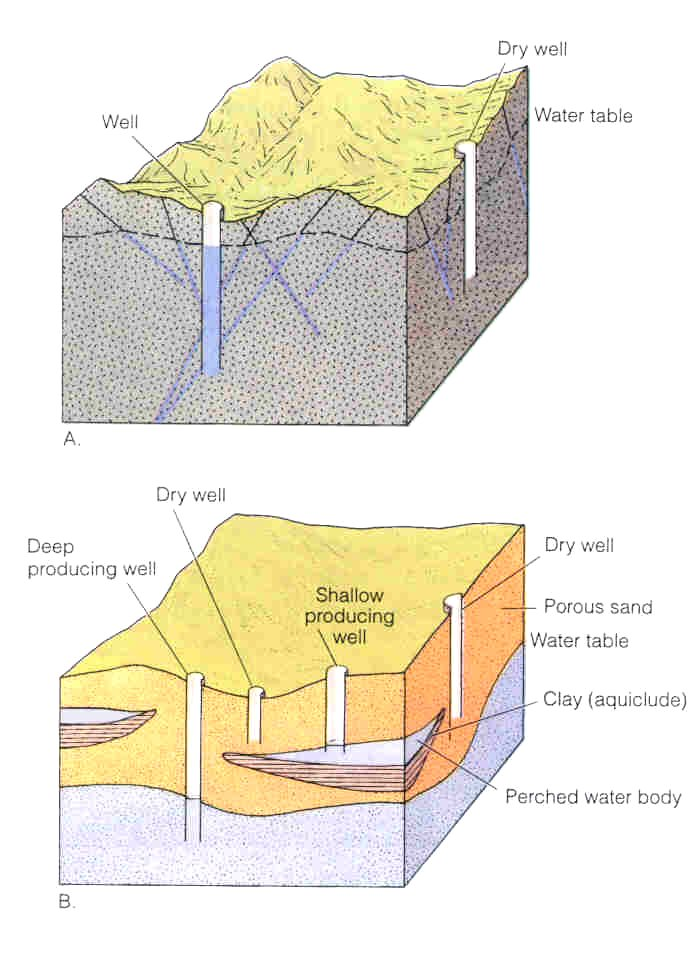 Dry well
Water table
Well
A.
Dry well
Deep
producing well
Dry well
Shallow
producing
well
Porous sand
Water table
Clay (aquiclude)
Perched water body
B.